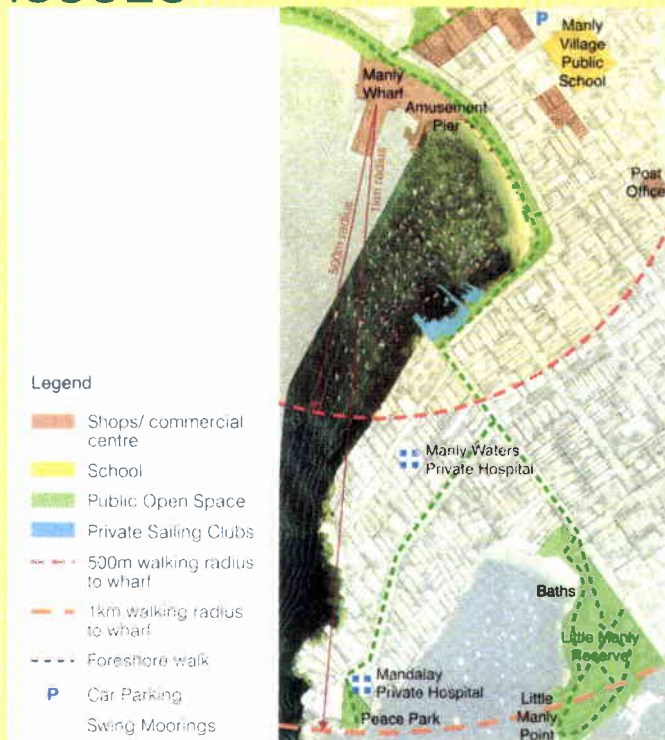 P
Manly
Village
Public
School
Manly
Wharf
Amusement
Pier
Post
Office
500m radius
1km radius
Legend
Shops/ commercial
centre
School
Public Open Space
Private Sailing Clubs
500m walking radius
to wharf
1km walking radius
to wharf
Foreshore walk
P Car Parking
Swing Moorings
Manly Waters
Private Hospital
Baths
Little Manly
Reserve
Mandalay
Private Hospital
Peace Park
Little
Manly
Point